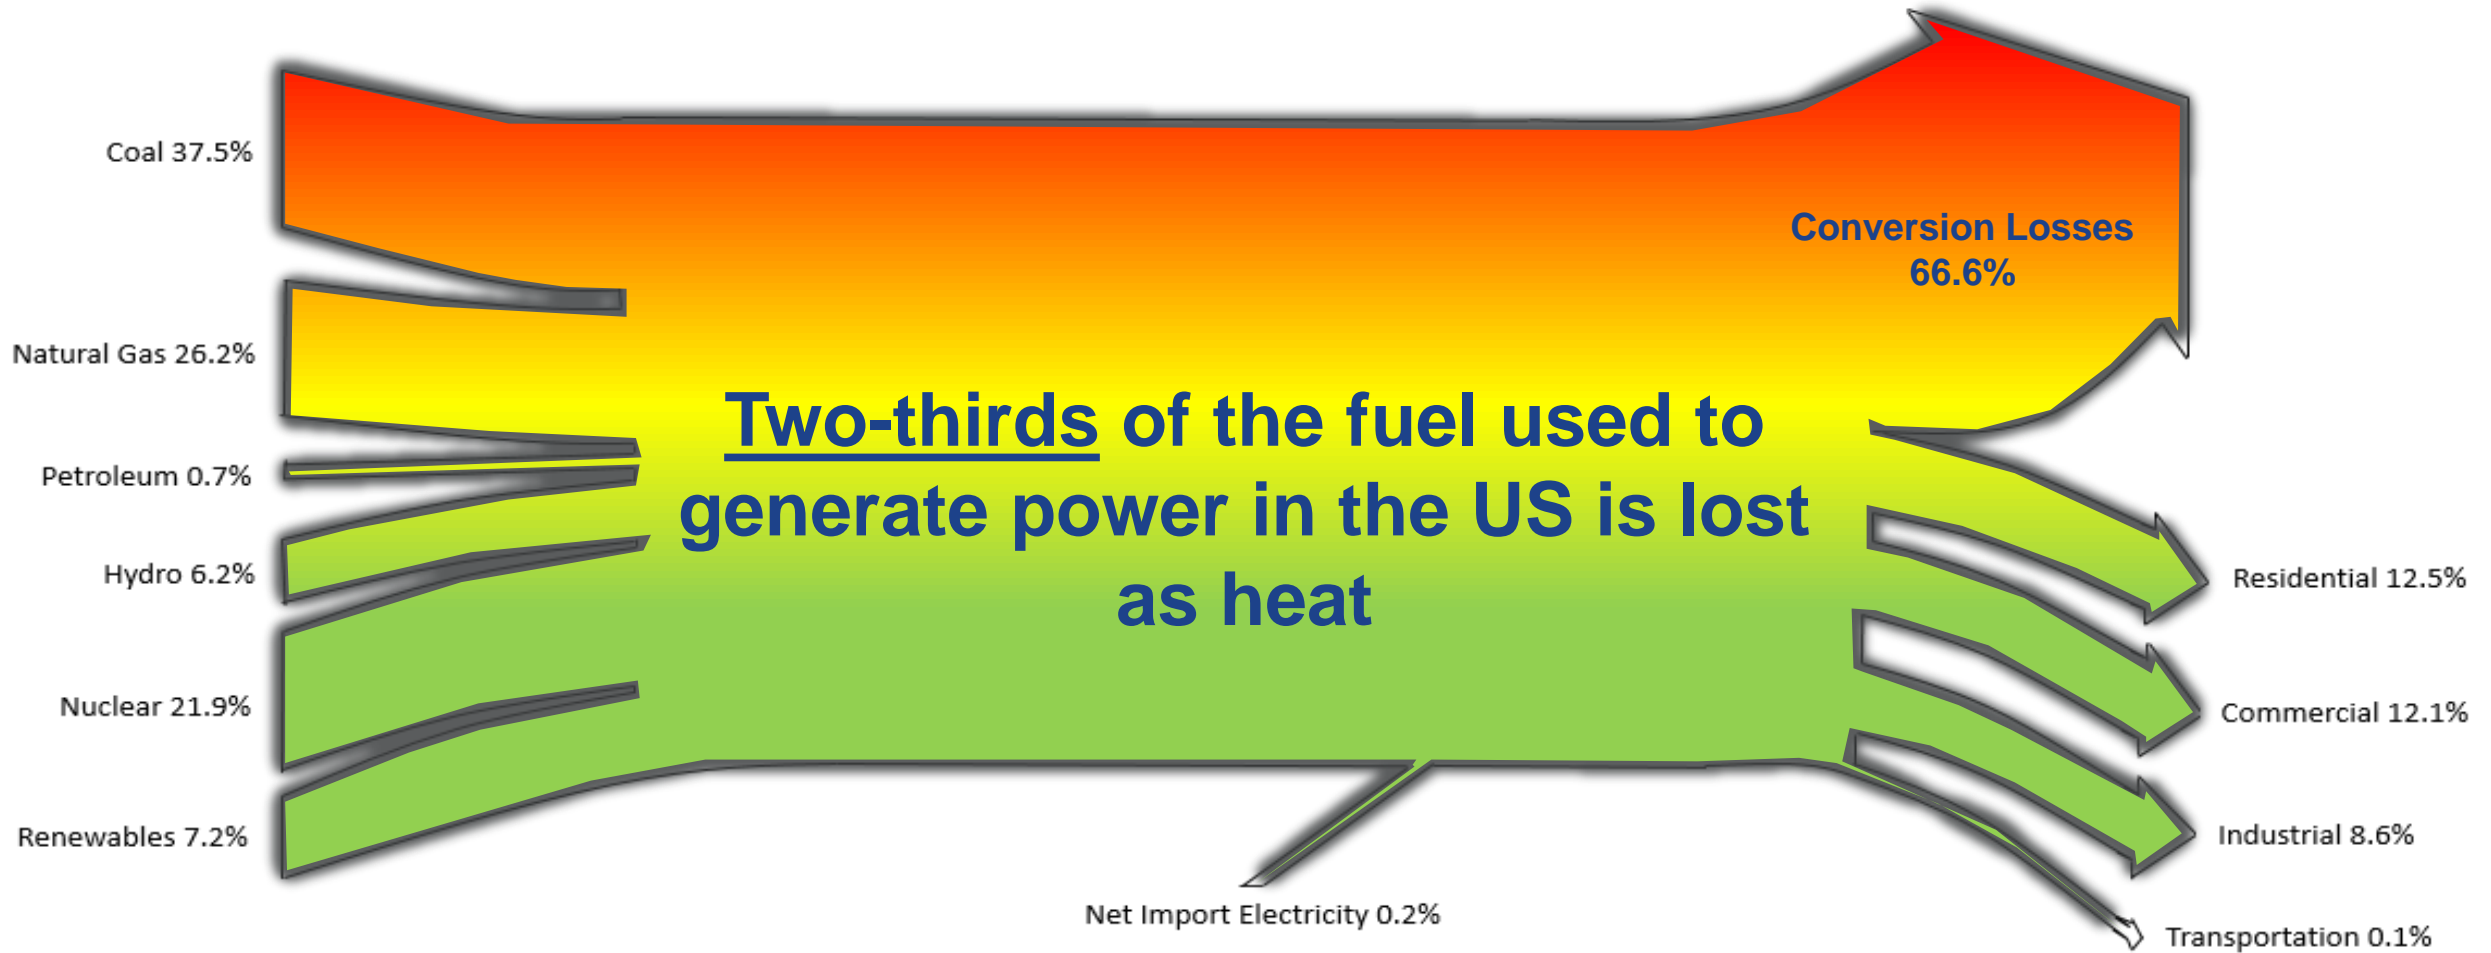 Coal 37.5%
Natural Gas 26.2%
Petroleum 0.7%
Hydro 6.2%
Nuclear 21.9%
Renewables 7.2%
Two-thirds of the fuel used to
generate power in the US is lost
as heat
Net Import Electricity 0.2%
Conversion Losses
66.6%
Residential 12.5%
Commercial 12.1%
Industrial 8.6%
Transportation 0.1%